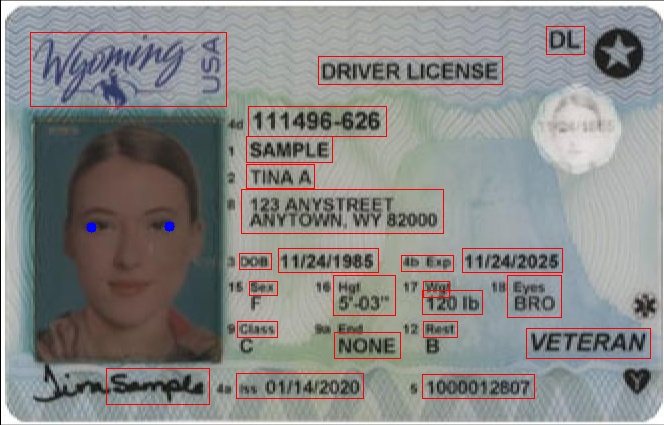 Wyoming USA
DRIVER LICENSE
DL
4d 111496-626
1 SAMPLE
2 TINA A
8 123 ANYSTREET
ANYTOWN, WY 82000
3 DOB 11/24/1985 4b Exp 11/24/2025
15 Sex 16 Hgt 17 Wgt 18 Eyes
F 5'-03" 120 lb BRO
9 Class 9a End 12 Rest
C NONE B
VETERAN
Tina Sample 4a Iss 01/14/2020 5 1000012807
Y